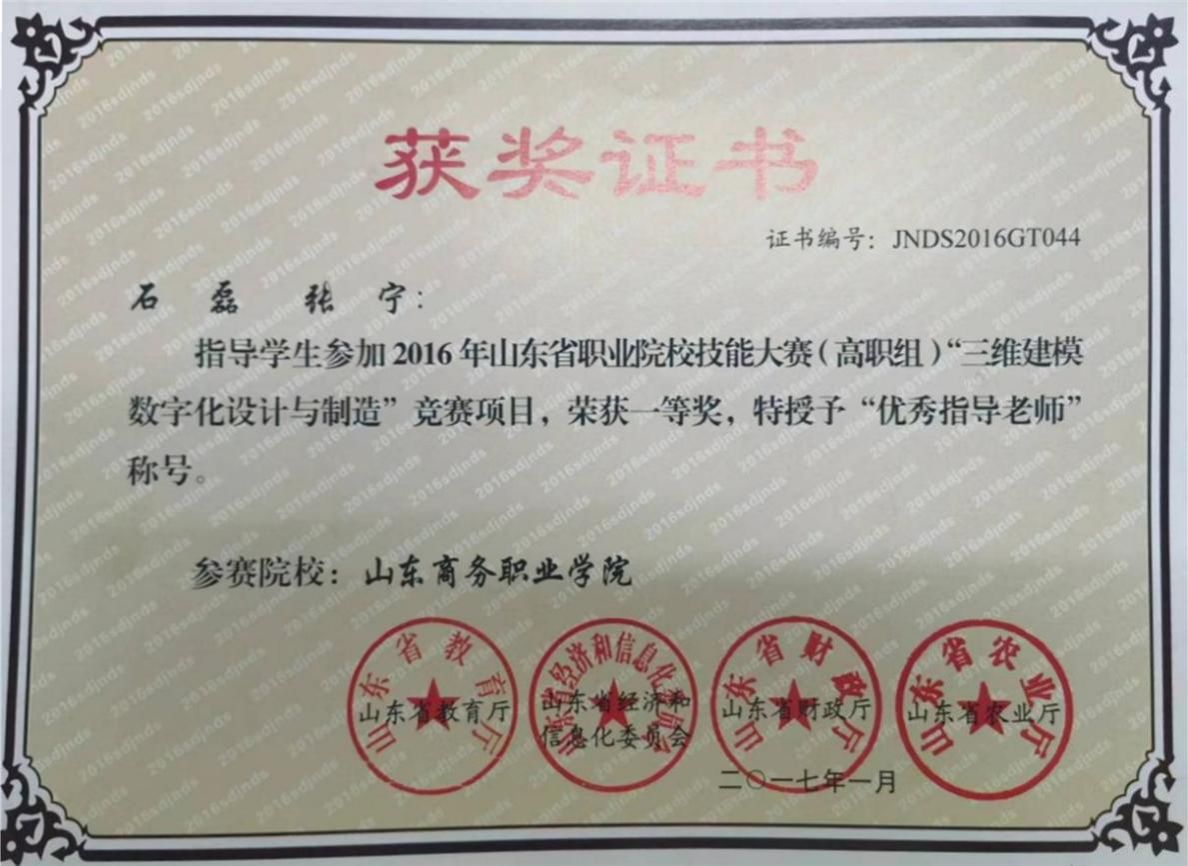 获奖证书
证书编号：JNDS2016GT044
石 磊 张 宁：
指导学生参加2016年山东省职业院校技能大赛（高职组）“三维建模
数字化设计与制造”竞赛项目，荣获一等奖，特授予“优秀指导老师”
称号。
参赛院校：山东商务职业学院
山东省教育厅
山东省教育厅
山东省经济和信息化委员会
山东省经济和
信息化委员会
山东省财政厅
山东省财政厅
山东省农业厅
山东省农业厅
二〇一七年一月
2016sdjnds